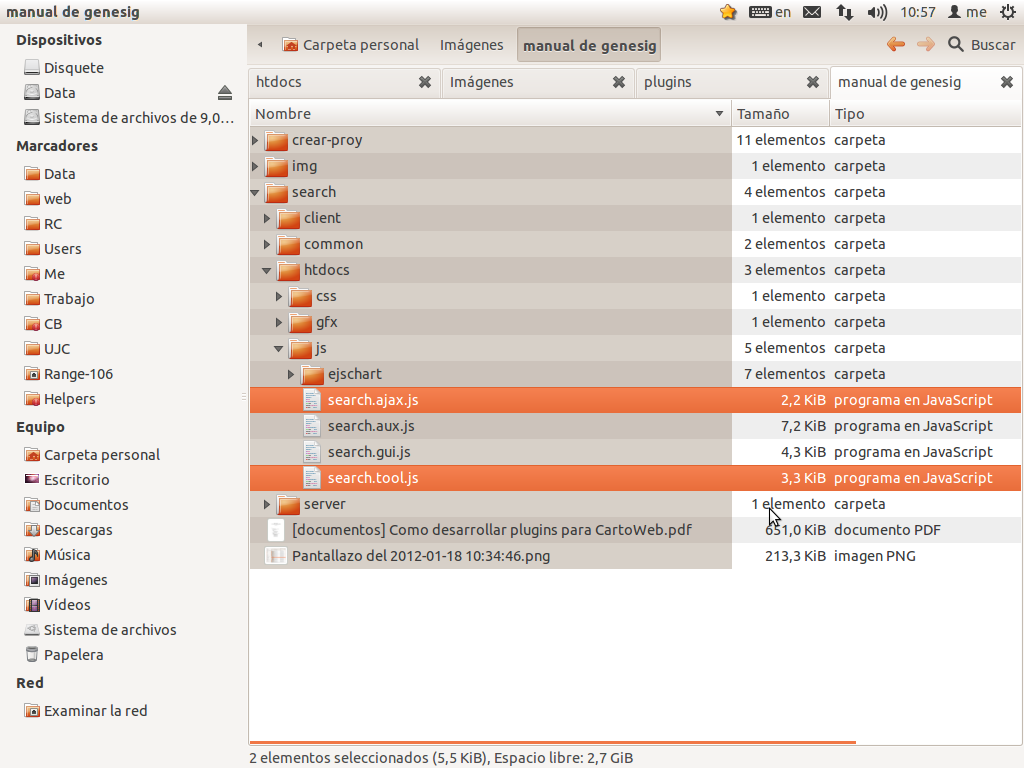 manual de genesig
en
10:57
me
Dispositivos
Disquete
Data
Sistema de archivos de 9,0...
Marcadores
Data
web
RC
Users
Me
Trabajo
CB
UJC
Range-106
Helpers
Equipo
Carpeta personal
Escritorio
Documentos
Descargas
Música
Imágenes
Vídeos
Sistema de archivos
Papelera
Red
Examinar la red
Carpeta personal Imágenes manual de genesig Buscar
htdocs Imágenes plugins manual de genesig
Nombre Tamaño Tipo
crear-proy 11 elementos carpeta
img 1 elemento carpeta
search 4 elementos carpeta
client 1 elemento carpeta
common 2 elementos carpeta
htdocs 3 elementos carpeta
css 1 elemento carpeta
gfx 1 elemento carpeta
js 5 elementos carpeta
ejschart 7 elementos carpeta
search.ajax.js 2,2 KiB programa en JavaScript
search.aux.js 7,2 KiB programa en JavaScript
search.gui.js 4,3 KiB programa en JavaScript
search.tool.js 3,3 KiB programa en JavaScript
server 1 elemento carpeta
[documentos] Como desarrollar plugins para CartoWeb.pdf 651,0 KiB documento PDF
Pantallazo del 2012-01-18 10:34:46.png 213,3 KiB imagen PNG
2 elementos seleccionados (5,5 KiB), Espacio libre: 2,7 GiB